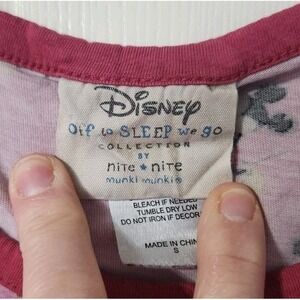 Disney
Off to SLEEP we go
COLLECTION
BY
nite ★ nite
munki munki®
BLEACH IF NEEDED
TUMBLE DRY LOW
DO NOT IRON IF DECOR
MADE IN CHIN
S